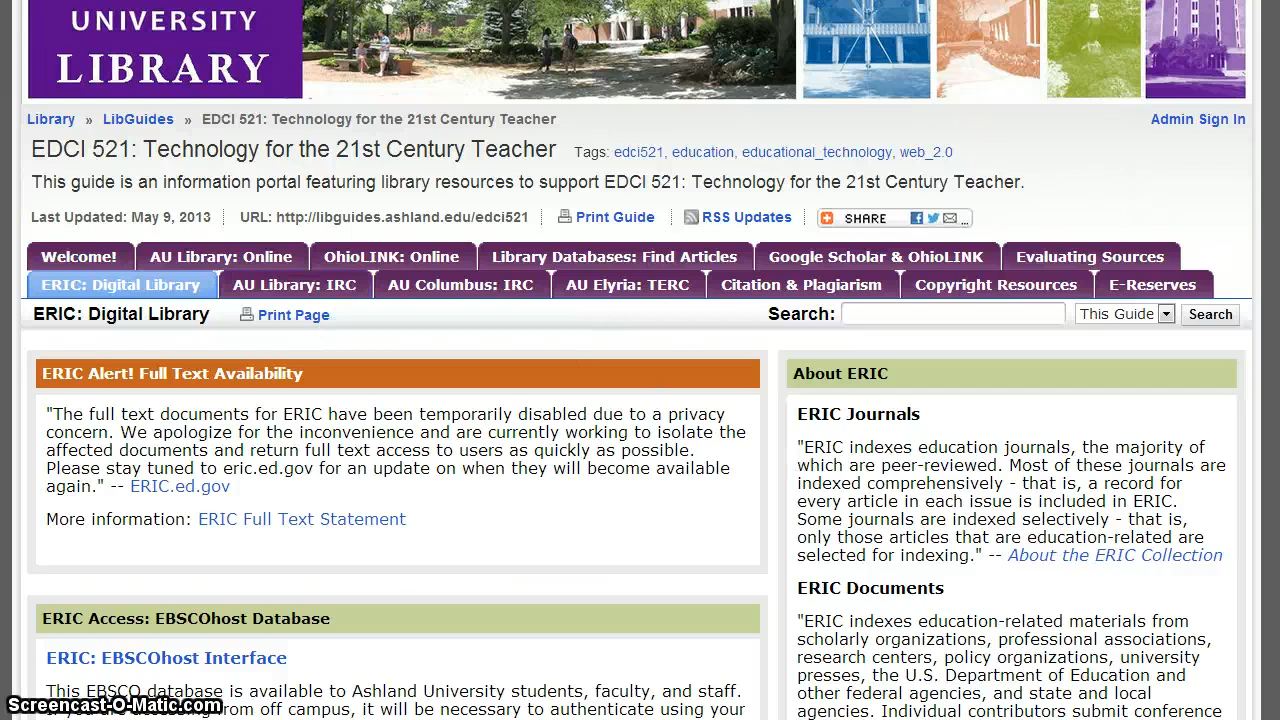 UNIVERSITY
LIBRARY
Library » LibGuides » EDCI 521: Technology for the 21st Century Teacher Admin Sign In
EDCI 521: Technology for the 21st Century Teacher Tags: edci521, education, educational_technology, web_2.0
This guide is an information portal featuring library resources to support EDCI 521: Technology for the 21st Century Teacher.
Last Updated: May 9, 2013 URL: http://libguides.ashland.edu/edci521 Print Guide RSS Updates SHARE ...
Welcome! AU Library: Online OhioLINK: Online Library Databases: Find Articles Google Scholar & OhioLINK Evaluating Sources
ERIC: Digital Library AU Library: IRC AU Columbus: IRC AU Elyria: TERC Citation & Plagiarism Copyright Resources E-Reserves
ERIC: Digital Library Print Page Search: This Guide Search
ERIC Alert! Full Text Availability
"The full text documents for ERIC have been temporarily disabled due to a privacy
concern. We apologize for the inconvenience and are currently working to isolate the
affected documents and return full text access to users as quickly as possible.
Please stay tuned to eric.ed.gov for an update on when they will become available
again." -- ERIC.ed.gov
More information: ERIC Full Text Statement
ERIC Access: EBSCOhost Database
ERIC: EBSCOhost Interface
This EBSCO database is available to Ashland University students, faculty, and staff.
from off campus, it will be necessary to authenticate using your
About ERIC
ERIC Journals
"ERIC indexes education journals, the majority of
which are peer-reviewed. Most of these journals are
indexed comprehensively - that is, a record for
every article in each issue is included in ERIC.
Some journals are indexed selectively - that is,
only those articles that are education-related are
selected for indexing." -- About the ERIC Collection
ERIC Documents
"ERIC indexes education-related materials from
scholarly organizations, professional associations,
research centers, policy organizations, university
presses, the U.S. Department of Education and
other federal agencies, and state and local
agencies. Individual contributors submit conference
Screencast-O-Matic.com